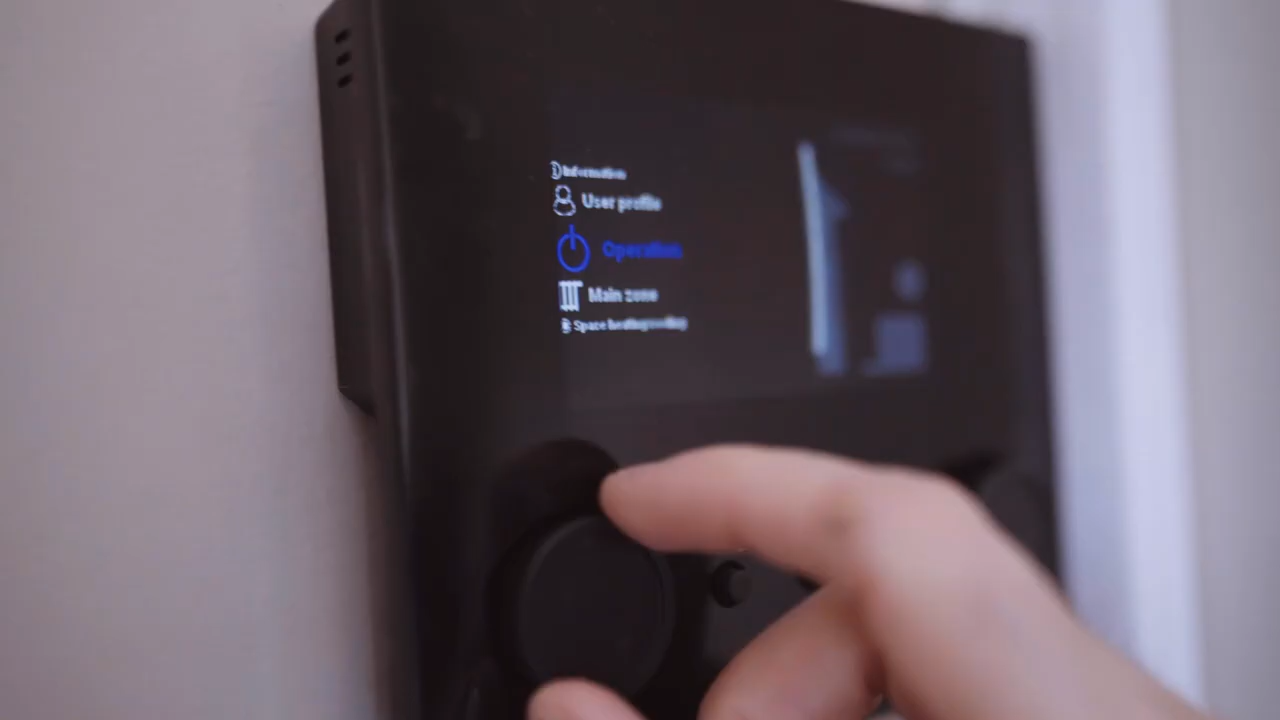 Information
User profile
Operation
Main zone
Space heating/cooling